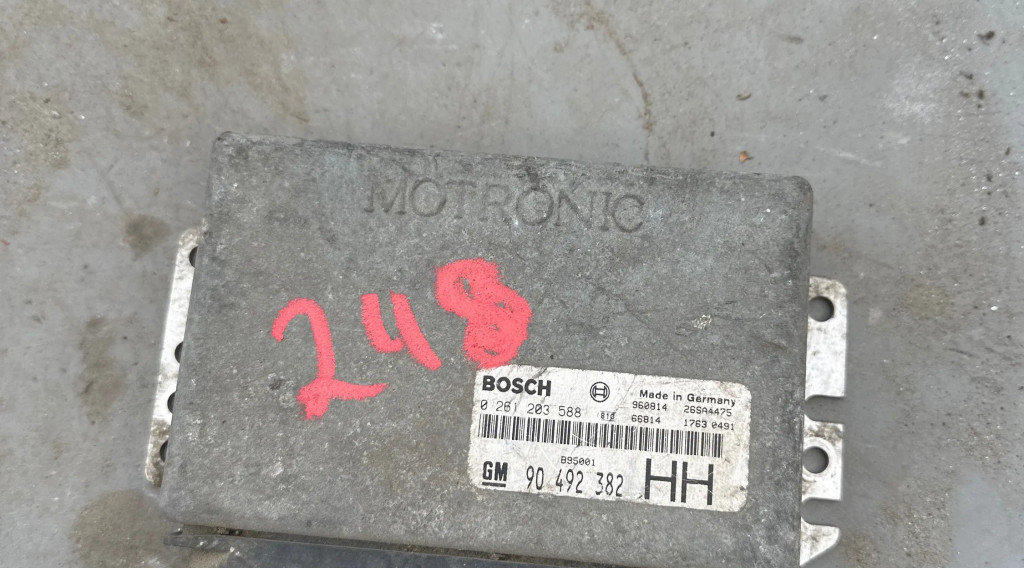 MOTRONIC
248
BOSCH
Made in Germany
960814 26SA4475
0 261 203 588 66814 1763 0491
B95001
GM 90 492 382 HH